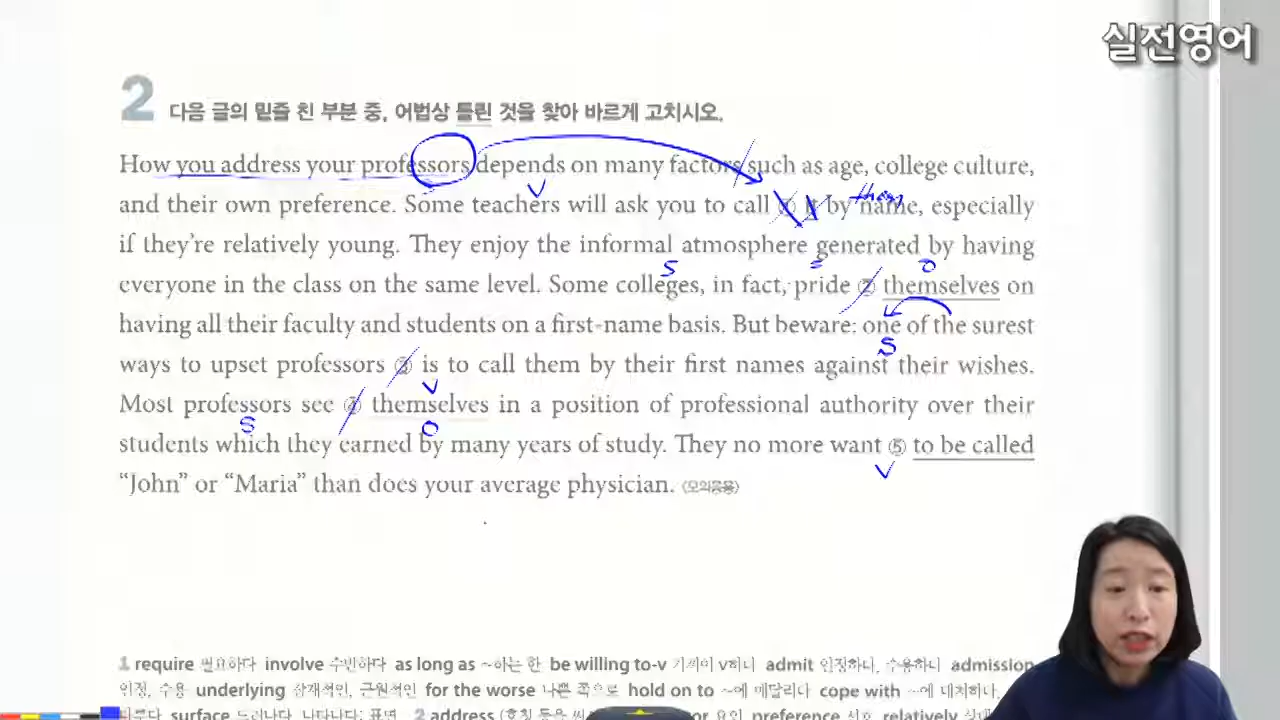 실전영어
2 다음 글의 밑줄 친 부분 중, 어법상 틀린 것을 찾아 바르게 고치시오.
How you address your professors depends on many factors such as age, college culture,
and their own preference. Some teachers will ask you to call ① it by name, especially
them
if they're relatively young. They enjoy the informal atmosphere generated by having
everyone in the class on the same level. Some colleges, in fact, pride ② themselves on
S
O
having all their faculty and students on a first-name basis. But beware: one of the surest
S
ways to upset professors ③ is to call them by their first names against their wishes.
V
Most professors see ④ themselves in a position of professional authority over their
S
O
students which they earned by many years of study. They no more want ⑤ to be called
V
"John" or "Maria" than does your average physician. (모의응용)
1 require 필요하다 involve 수반하다 as long as ~하는 한 be willing to-v 기꺼이 v하다 admit 인정하다, 수용하다 admission
인정, 수용 underlying 잠재적인, 근원적인 for the worse 나쁜 쪽으로 hold on to ~에 매달리다 cope with ~에 대처하다,
surface 드러나다, 나타나다; 표면 2 address preference 선호 relatively